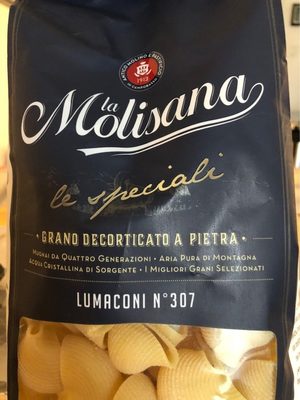 1912
la
Molisana
le speciali
GRANO DECORTICATO A PIETRA
MUGNAI DA QUATTRO GENERAZIONI • ARIA PURA DI MONTAGNA
ACQUA CRISTALLINA DI SORGENTE • I MIGLIORI GRANI SELEZIONATI
LUMACONI N°307